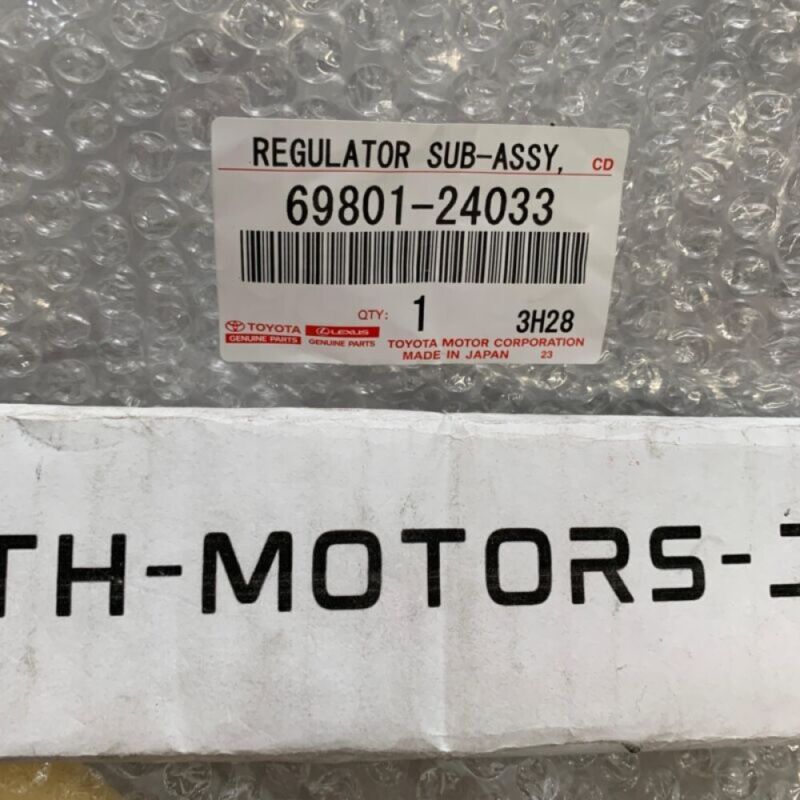 REGULATOR SUB-ASSY, CD
69801-24033
QTY: 1 3H28
TOYOTA LEXUS TOYOTA MOTOR CORPORATION
GENUINE PARTS GENUINE PARTS MADE IN JAPAN 23
TH-MOTORS-